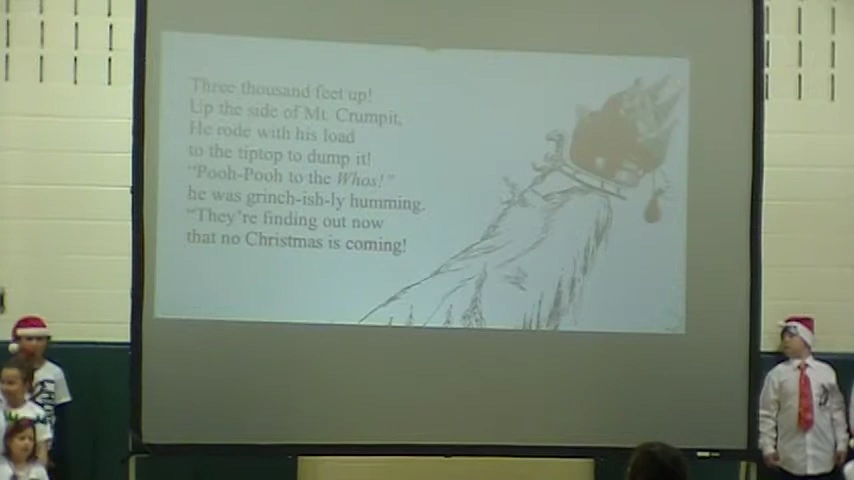 Three thousand feet up!
Up the side of Mt. Crumpit,
He rode with his load
to the tiptop to dump it!
"Pooh-Pooh to the Whos!"
he was grinch-ish-ly humming.
"They're finding out now
that no Christmas is coming!